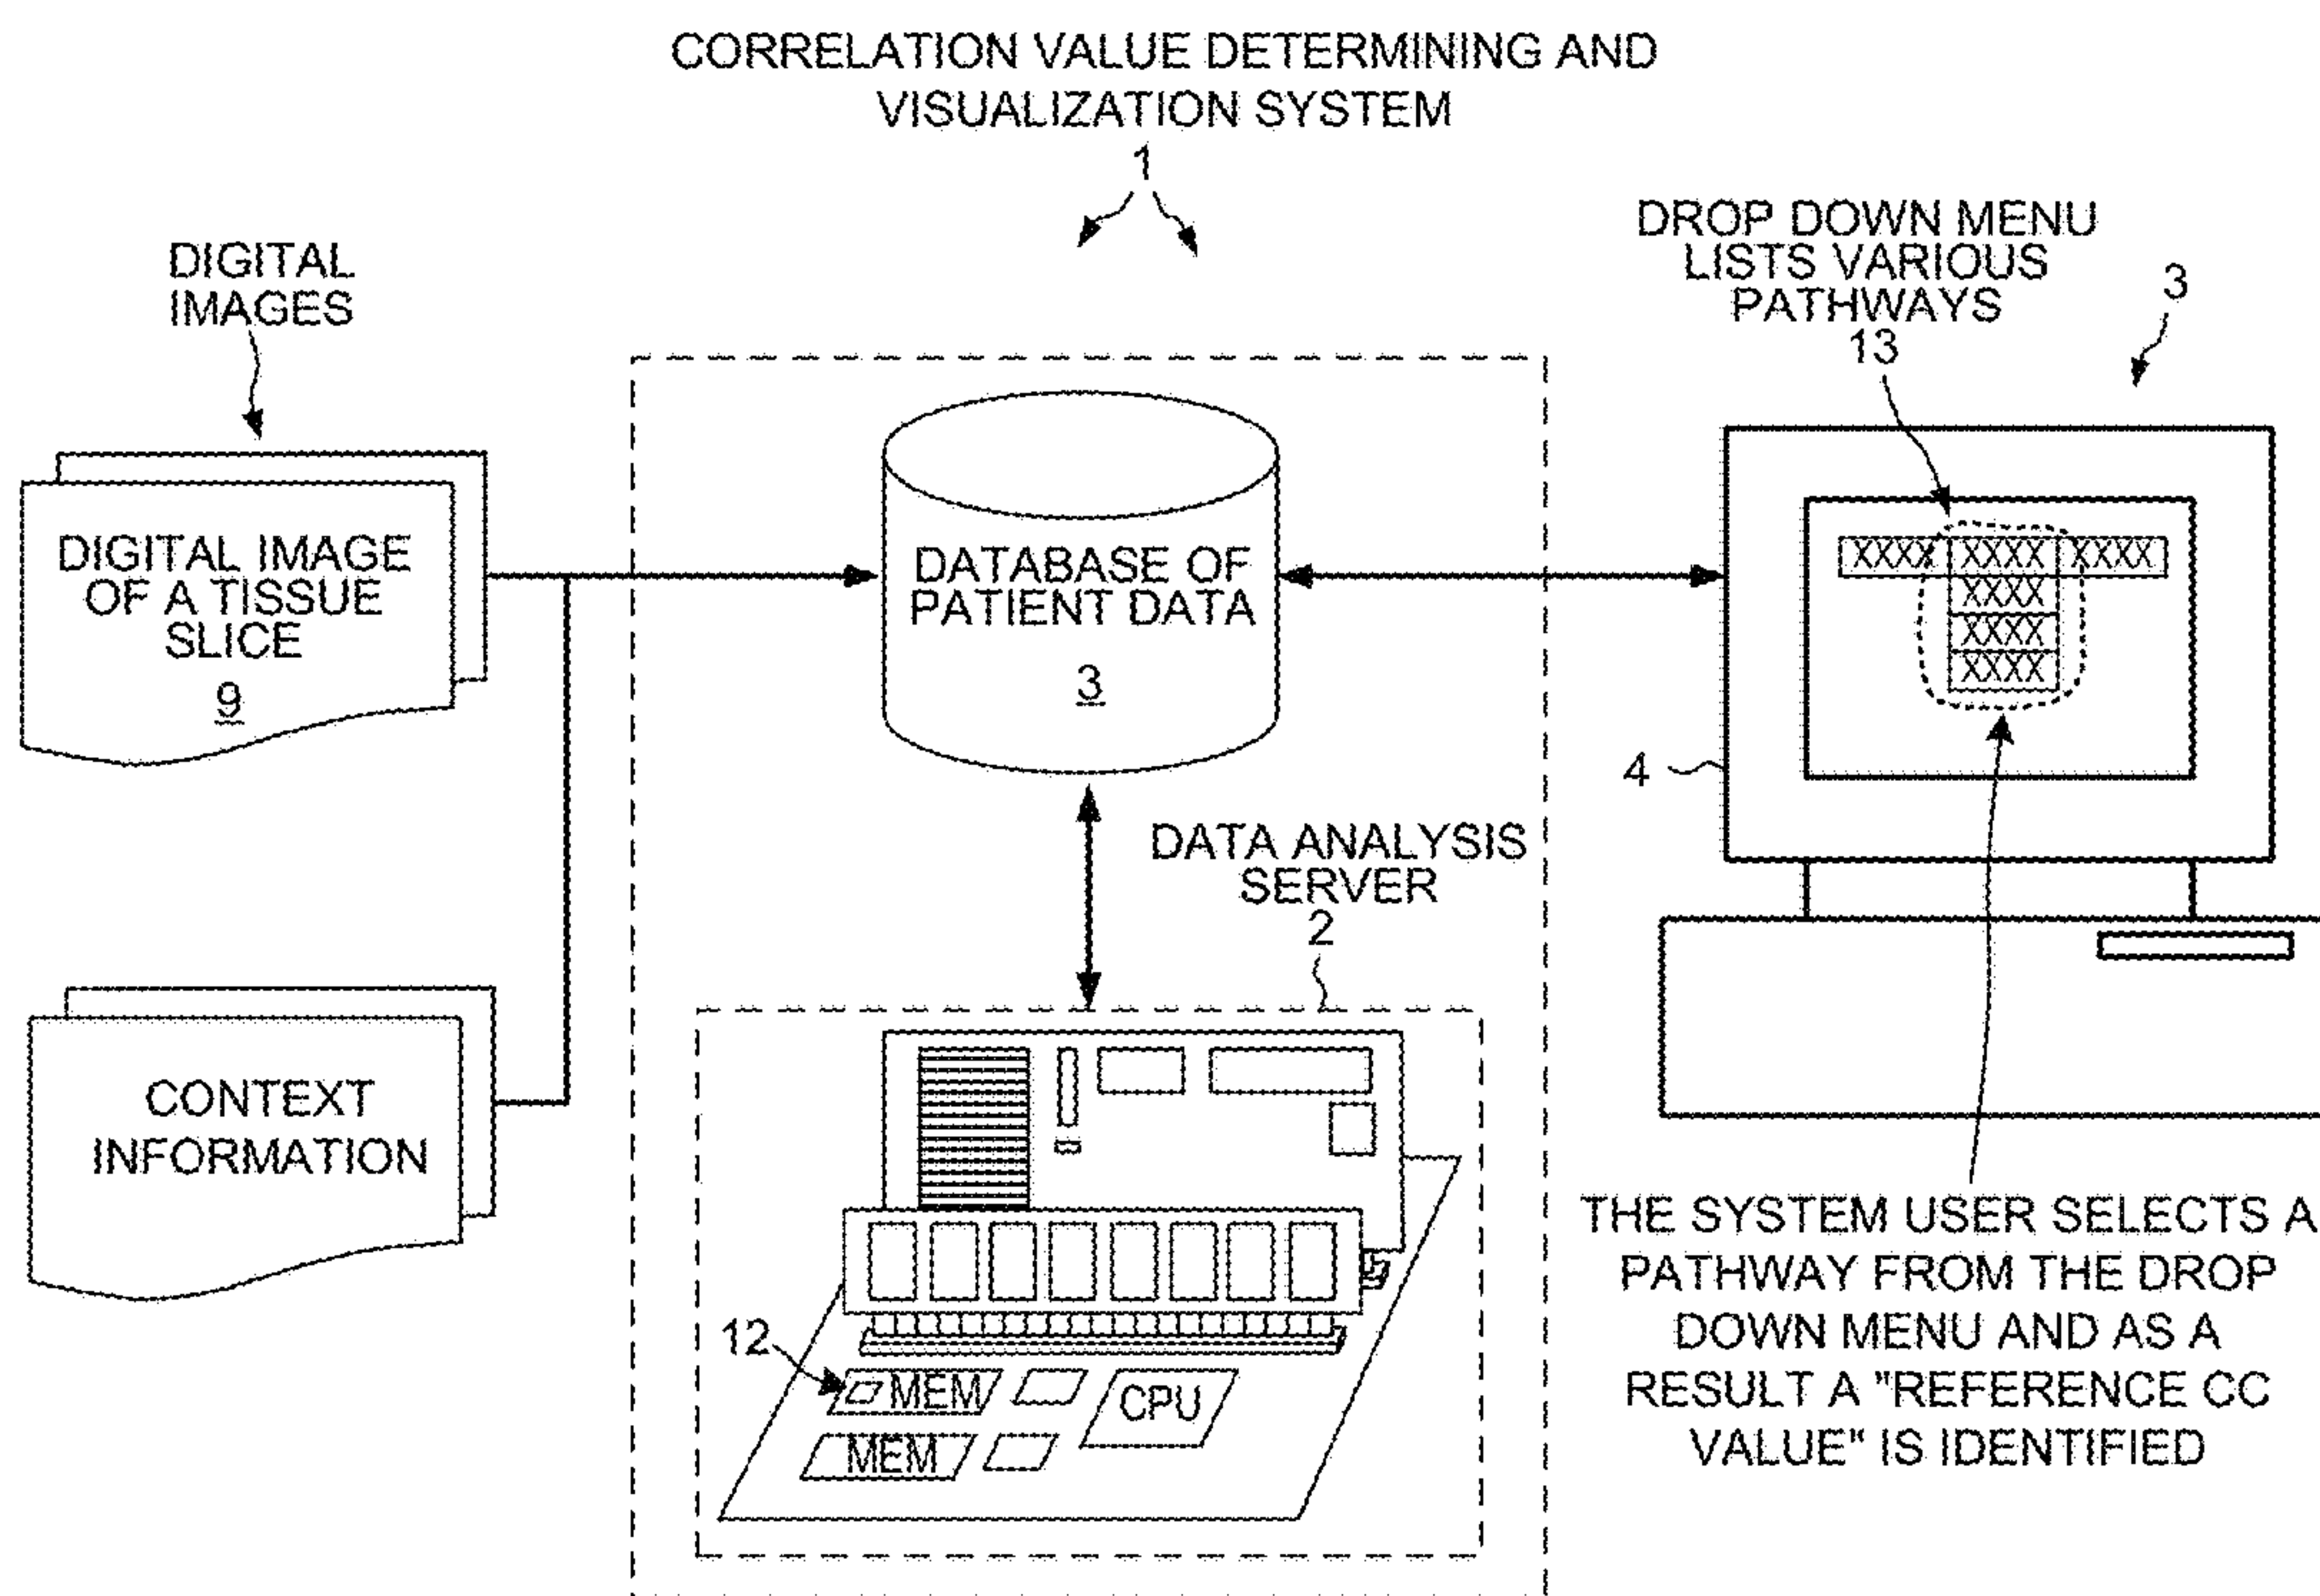 CORRELATION VALUE DETERMINING AND
VISUALIZATION SYSTEM
1
DIGITAL
IMAGES
DIGITAL IMAGE
OF A TISSUE
SLICE
9
CONTEXT
INFORMATION
DATABASE OF
PATIENT DATA
3
DATA ANALYSIS
SERVER
2
12
MEM
CPU
MEM
DROP DOWN MENU
LISTS VARIOUS
PATHWAYS
13
3
XXXX XXXX XXXX
XXXX
XXXX
XXXX
4
THE SYSTEM USER SELECTS A
PATHWAY FROM THE DROP
DOWN MENU AND AS A
RESULT A "REFERENCE CC
VALUE" IS IDENTIFIED